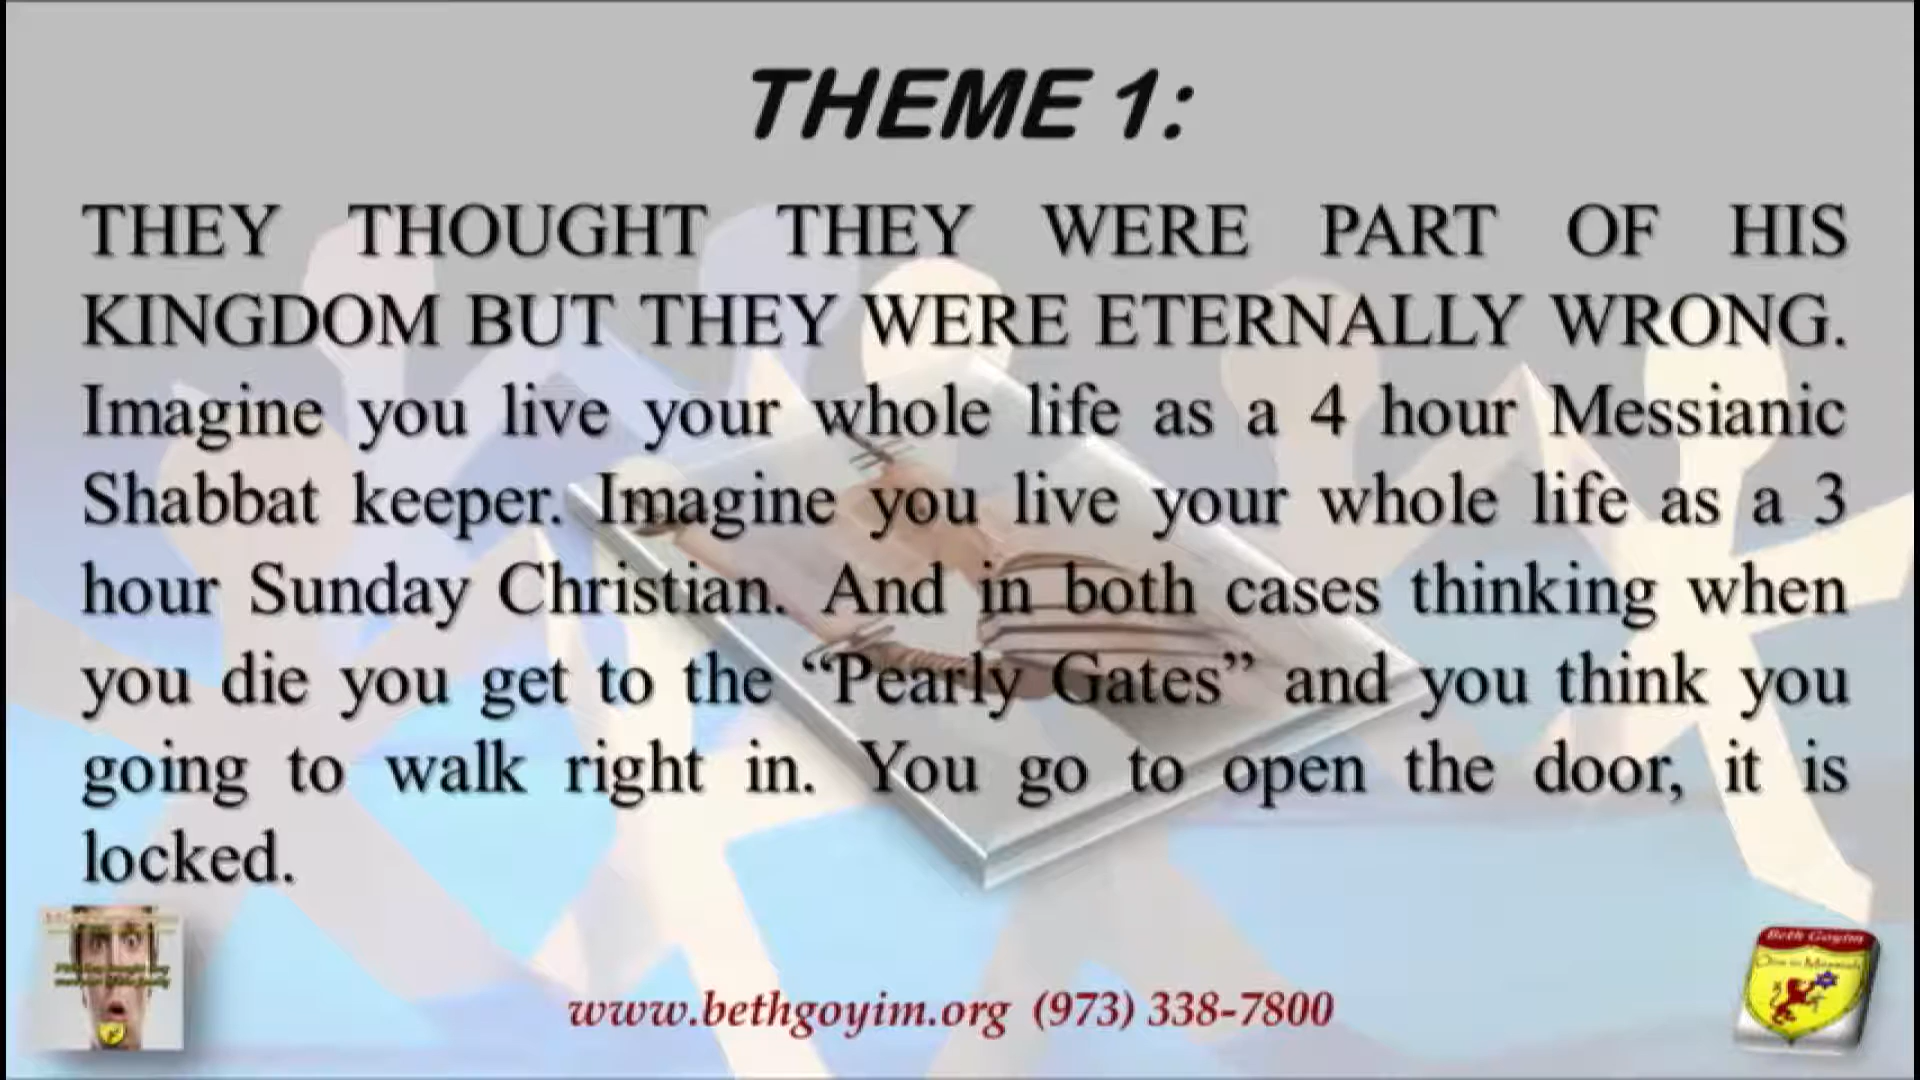 THEME 1:
THEY THOUGHT THEY WERE PART OF HIS
KINGDOM BUT THEY WERE ETERNALLY WRONG.
Imagine you live your whole life as a 4 hour Messianic
Shabbat keeper. Imagine you live your whole life as a 3
hour Sunday Christian. And in both cases thinking when
you die you get to the “Pearly Gates” and you think you
going to walk right in. You go to open the door, it is
locked.
www.bethgoyim.org (973) 338-7800
Beth Goyim
One in Messiah